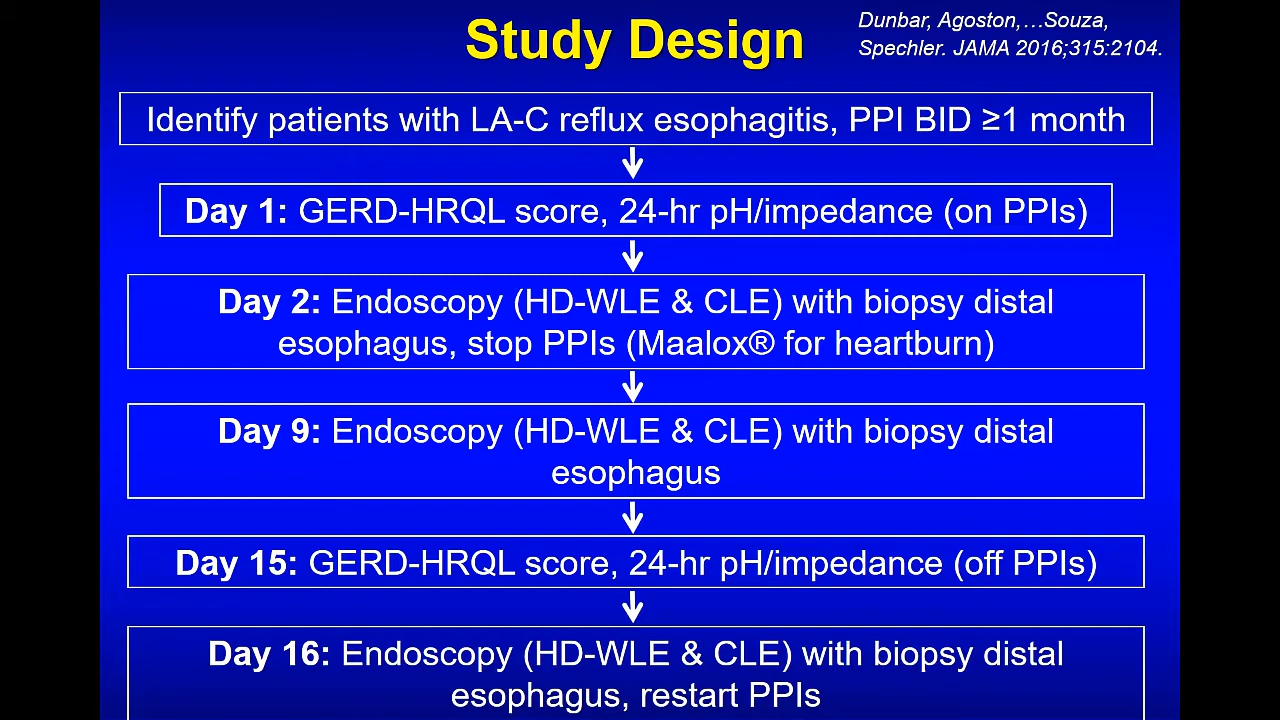 Study Design
Dunbar, Agoston,…Souza,
Spechler. JAMA 2016;315:2104.
Identify patients with LA-C reflux esophagitis, PPI BID ≥1 month
Day 1: GERD-HRQL score, 24-hr pH/impedance (on PPIs)
Day 2: Endoscopy (HD-WLE & CLE) with biopsy distal
esophagus, stop PPIs (Maalox® for heartburn)
Day 9: Endoscopy (HD-WLE & CLE) with biopsy distal
esophagus
Day 15: GERD-HRQL score, 24-hr pH/impedance (off PPIs)
Day 16: Endoscopy (HD-WLE & CLE) with biopsy distal
esophagus, restart PPIs